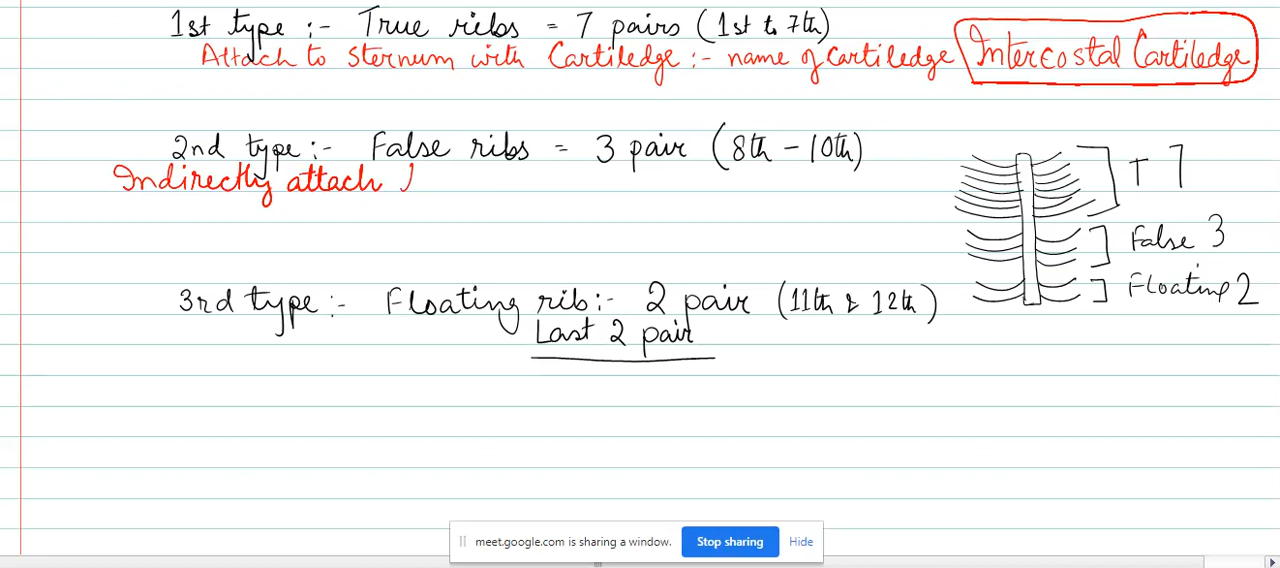 1st type :- True ribs = 7 pairs (1st to 7th)
Attach to sternum with Cartiledge :- name of Cartiledge Intercostal Cartiledge
2nd type :- False ribs = 3 pair (8th - 10th)
Indirectly attach
T 7
False 3
Floating 2
3rd type :- Floating rib :- 2 pair (11th & 12th)
Last 2 pair
meet.google.com is sharing a window. Stop sharing Hide